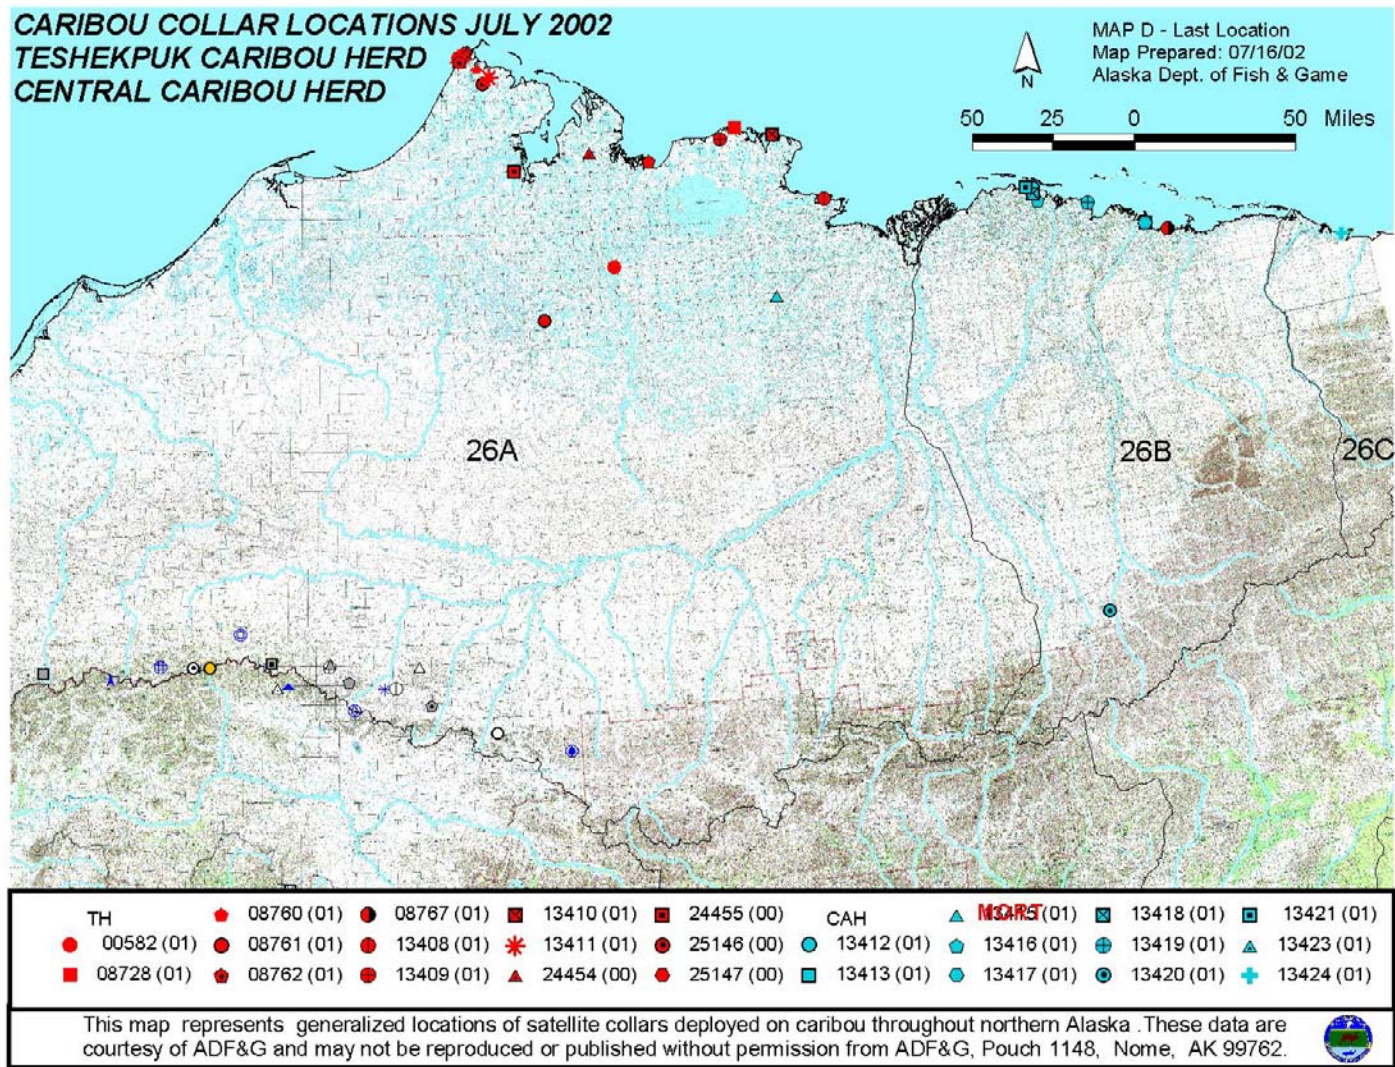 CARIBOU COLLAR LOCATIONS JULY 2002
TESHEKPUK CARIBOU HERD
CENTRAL CARIBOU HERD
MAP D - Last Location
Map Prepared: 07/16/02
Alaska Dept. of Fish & Game
N
50 25 0 50 Miles
26A
26B
26C
TH 08760 (01) 08767 (01) 13410 (01) 24455 (00) CAH MORT (01) 13418 (01) 13421 (01)
00582 (01) 08761 (01) 13408 (01) 13411 (01) 25146 (00) 13412 (01) 13416 (01) 13419 (01) 13423 (01)
08728 (01) 08762 (01) 13409 (01) 24454 (00) 25147 (00) 13413 (01) 13417 (01) 13420 (01) 13424 (01)
This map represents generalized locations of satellite collars deployed on caribou throughout northern Alaska .These data are
courtesy of ADF&G and may not be reproduced or published without permission from ADF&G, Pouch 1148, Nome, AK 99762.